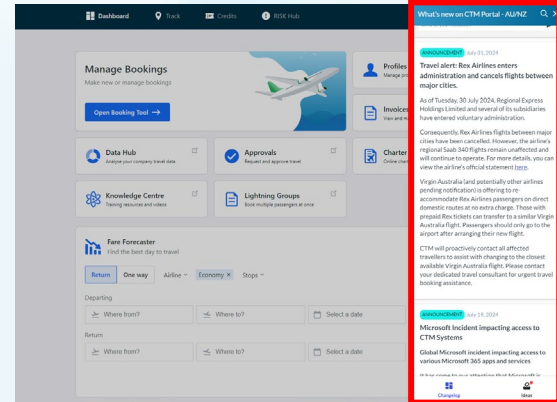 Dashboard
Track
Credits
RISK Hub
What's new on CTM Portal - AU/NZ
Manage Bookings
Make new or manage bookings
Open Booking Tool →
Profiles
Manage
Invoices
View and
Data Hub
Analyse your company travel data
Approvals
Request and approve travel
Charter
Online
Knowledge Centre
Training resources and videos
Lightning Groups
Book multiple passengers at once
Fare Forecaster
Find the best day to travel
Return
One way
Airline
Economy ×
Stops
Departing
Where from?
Where to?
Select a date
Return
Where from?
Where to?
Select a date
ANNOUNCEMENT July 31, 2024
Travel alert: Rex Airlines enters
administration and cancels flights between
major cities.
As of Tuesday, 30 July 2024, Regional Express
Holdings Limited and several of its subsidiaries
have entered voluntary administration.
Consequently, Rex Airlines flights between major
cities have been cancelled. However, the airline's
regional Saab 340 flights remain unaffected and
will continue to operate. For more details, you can
view the airline's official statement here.
Virgin Australia (and potentially other airlines
pending notification) is offering to re-
accommodate Rex Airlines passengers on direct
domestic routes at no extra charge. Those with
prepaid Rex tickets can transfer to a similar Virgin
Australia flight. Passengers should only go to the
airport after arranging their new flight.
CTM will proactively contact all affected
travellers to assist with changing to the closest
available Virgin Australia flight. Please contact
your dedicated travel consultant for urgent travel
booking assistance.
ANNOUNCEMENT July 19, 2024
Microsoft Incident impacting access to
CTM Systems
Global Microsoft incident impacting access to
various Microsoft 365 apps and services
It has come to our attention that Microsoft is
Changelog
Ideas